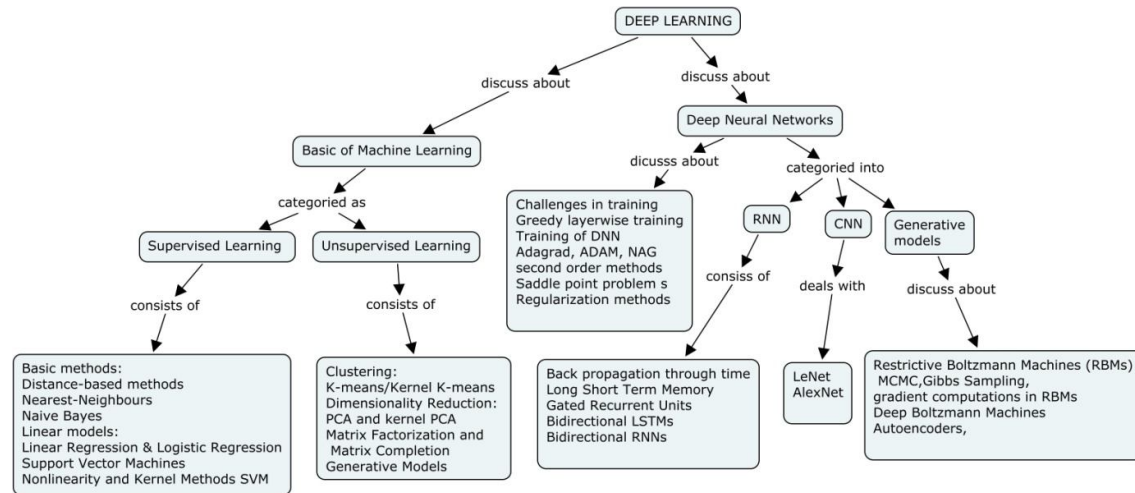 DEEP LEARNING
discuss about
discuss about
Deep Neural Networks
Basic of Machine Learning
dicusss about
categoried into
categoried as
Challenges in training
Greedy layerwise training
Training of DNN
Adagrad, ADAM, NAG
second order methods
Saddle point problem s
Regularization methods
RNN
CNN
Generative
models
Supervised Learning
Unsupervised Learning
consiss of
deals with
discuss about
consists of
consists of
Basic methods:
Distance-based methods
Nearest-Neighbours
Naive Bayes
Linear models:
Linear Regression & Logistic Regression
Support Vector Machines
Nonlinearity and Kernel Methods SVM
Clustering:
K-means/Kernel K-means
Dimensionality Reduction:
PCA and kernel PCA
Matrix Factorization and
Matrix Completion
Generative Models
Back propagation through time
Long Short Term Memory
Gated Recurrent Units
Bidirectional LSTMs
Bidirectional RNNs
LeNet
AlexNet
Restrictive Boltzmann Machines (RBMs)
MCMC,Gibbs Sampling,
gradient computations in RBMs
Deep Boltzmann Machines
Autoencoders,